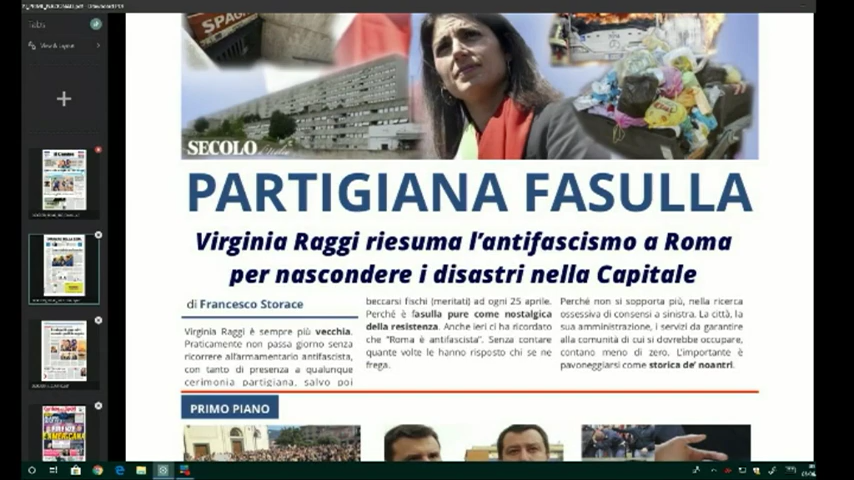 Tabs
View & Layout
SPAG
SECOLO d'Italia
PARTIGIANA FASULLA
Virginia Raggi riesuma l'antifascismo a Roma
per nascondere i disastri nella Capitale
di Francesco Storace
Virginia Raggi è sempre più vecchia.
Praticamente non passa giorno senza
ricorrere all'armamentario antifascista,
con tanto di presenza a qualunque
cerimonia partigiana, salvo poi
beccarsi fischi (meritati) ad ogni 25 aprile.
Perché è fasulla pure come nostalgica
della resistenza. Anche ieri ci ha ricordato
che "Roma è antifascista". Senza contare
quante volte le hanno risposto chi se ne
frega.
Perché non si sopporta più, nella ricerca
ossessiva di consensi a sinistra. La città, la
sua amministrazione, i servizi da garantire
alla comunità di cui si dovrebbe occupare,
contano meno di zero. L'importante è
pavoneggiarsi come storica de' noantri.
PRIMO PIANO